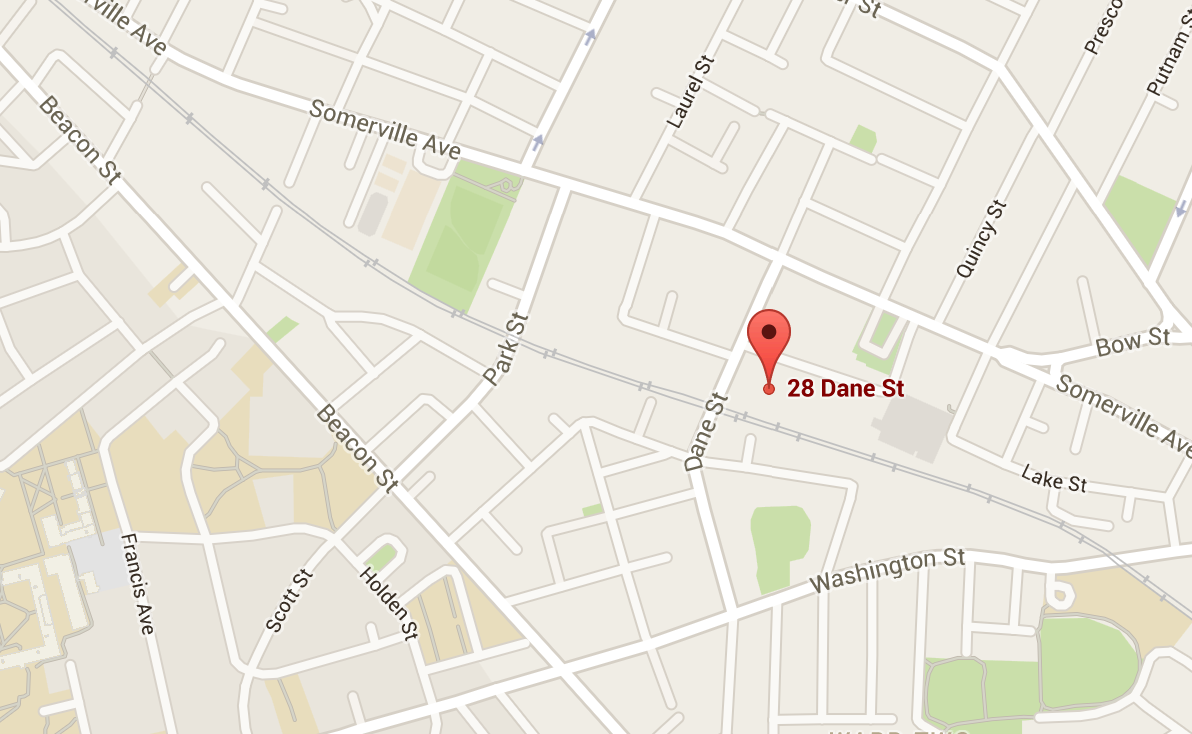 Somerville Ave
Beacon St
Somerville Ave
Laurel St
Putnam St
Quincy St
Bow St
Park St
28 Dane St
Somerville Ave
Dane St
Beacon St
Lake St
Francis Ave
Scott St
Holden St
Washington St